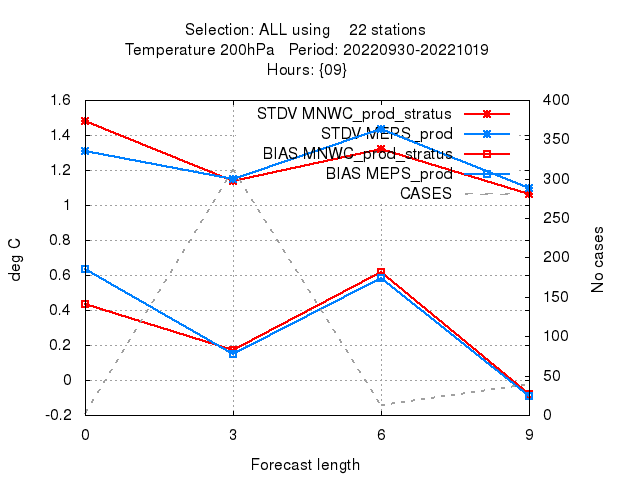 Selection: ALL using 22 stations
Temperature 200hPa Period: 20220930-20221019
Hours: {09}
1.6
1.4
1.2
1
0.8
0.6
0.4
0.2
0
-0.2
deg C
STDV MNWC_prod_stratus
STDV MEPS_prod
BIAS MNWC_prod_stratus
BIAS MEPS_prod
CASES
400
350
300
250
200
150
100
50
0
No cases
0 3 6 9
Forecast length